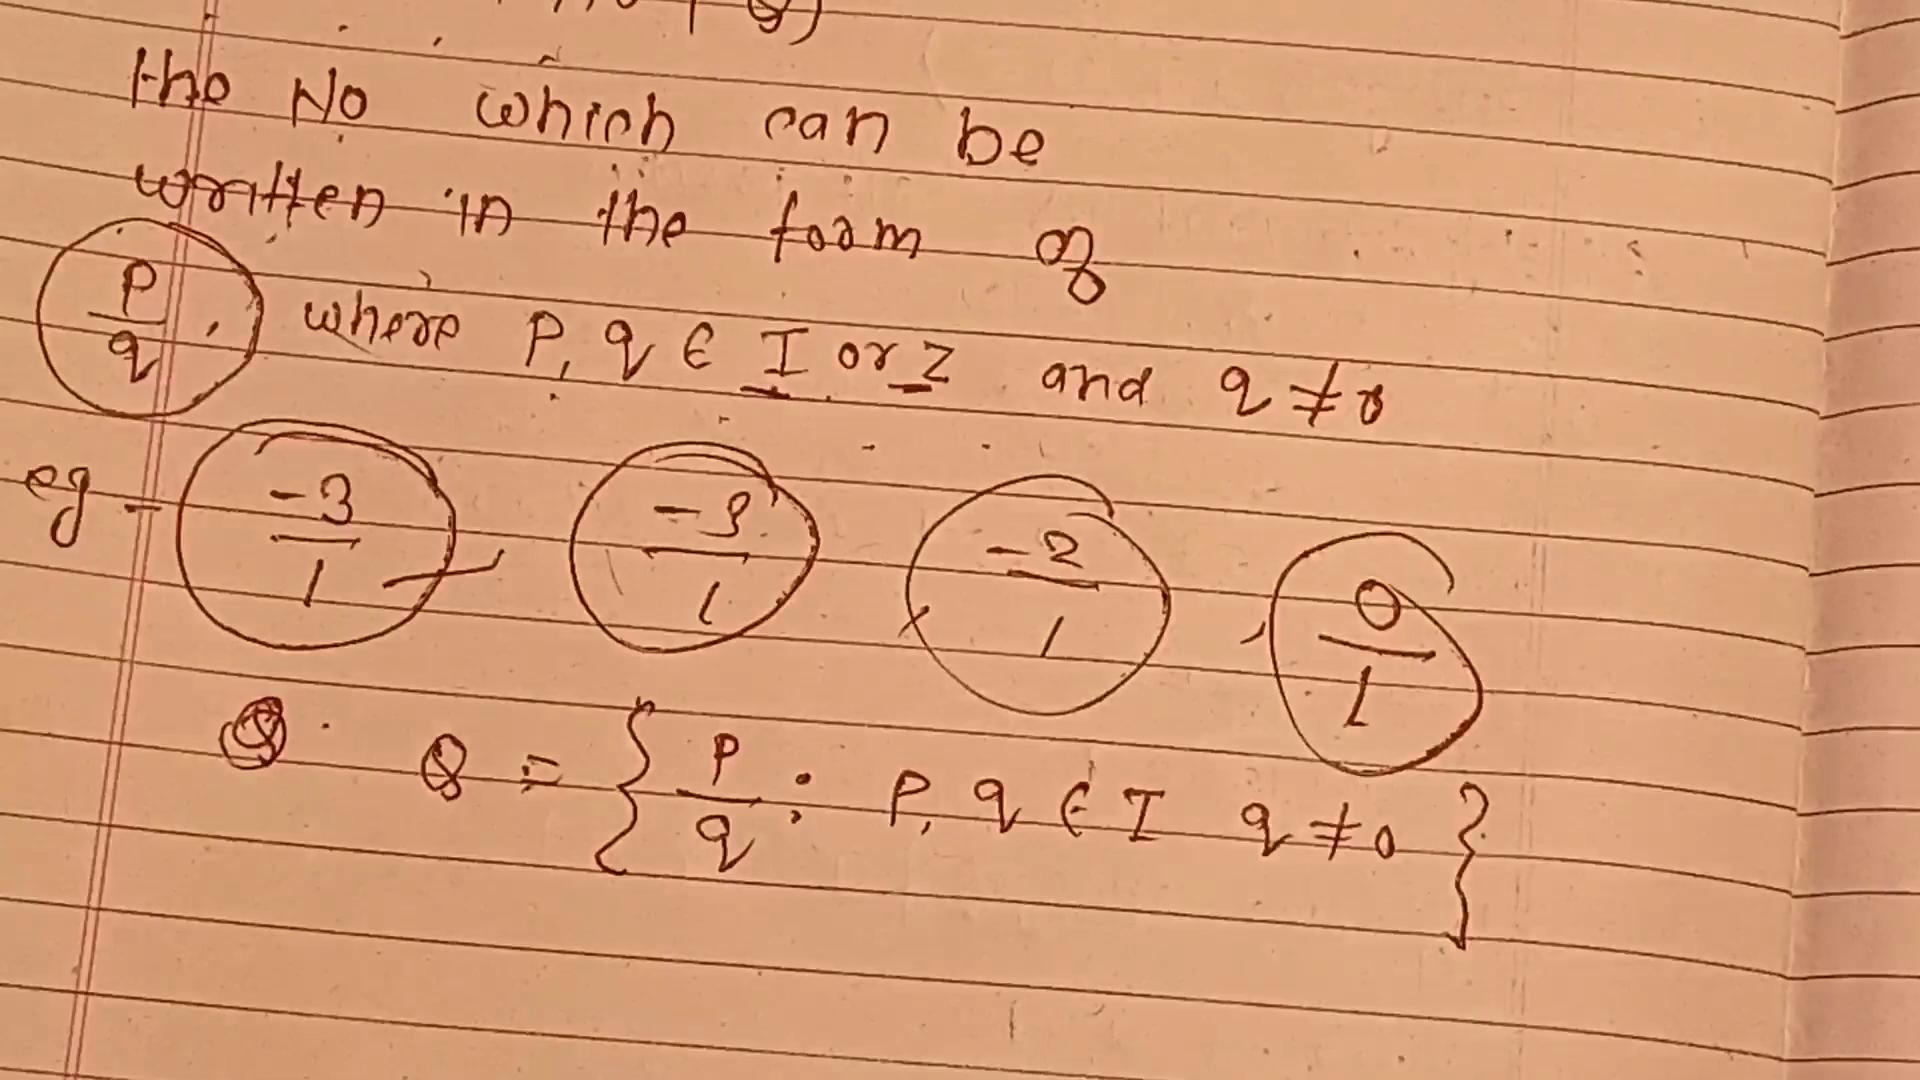 Q)
the No which can be
written in the form of
p/q, where P, q ∈ I or Z and q ≠ 0
eg - -3/1, -3/1, -2/1, 0/1
Q = { p/q : P, q ∈ I q ≠ 0 }